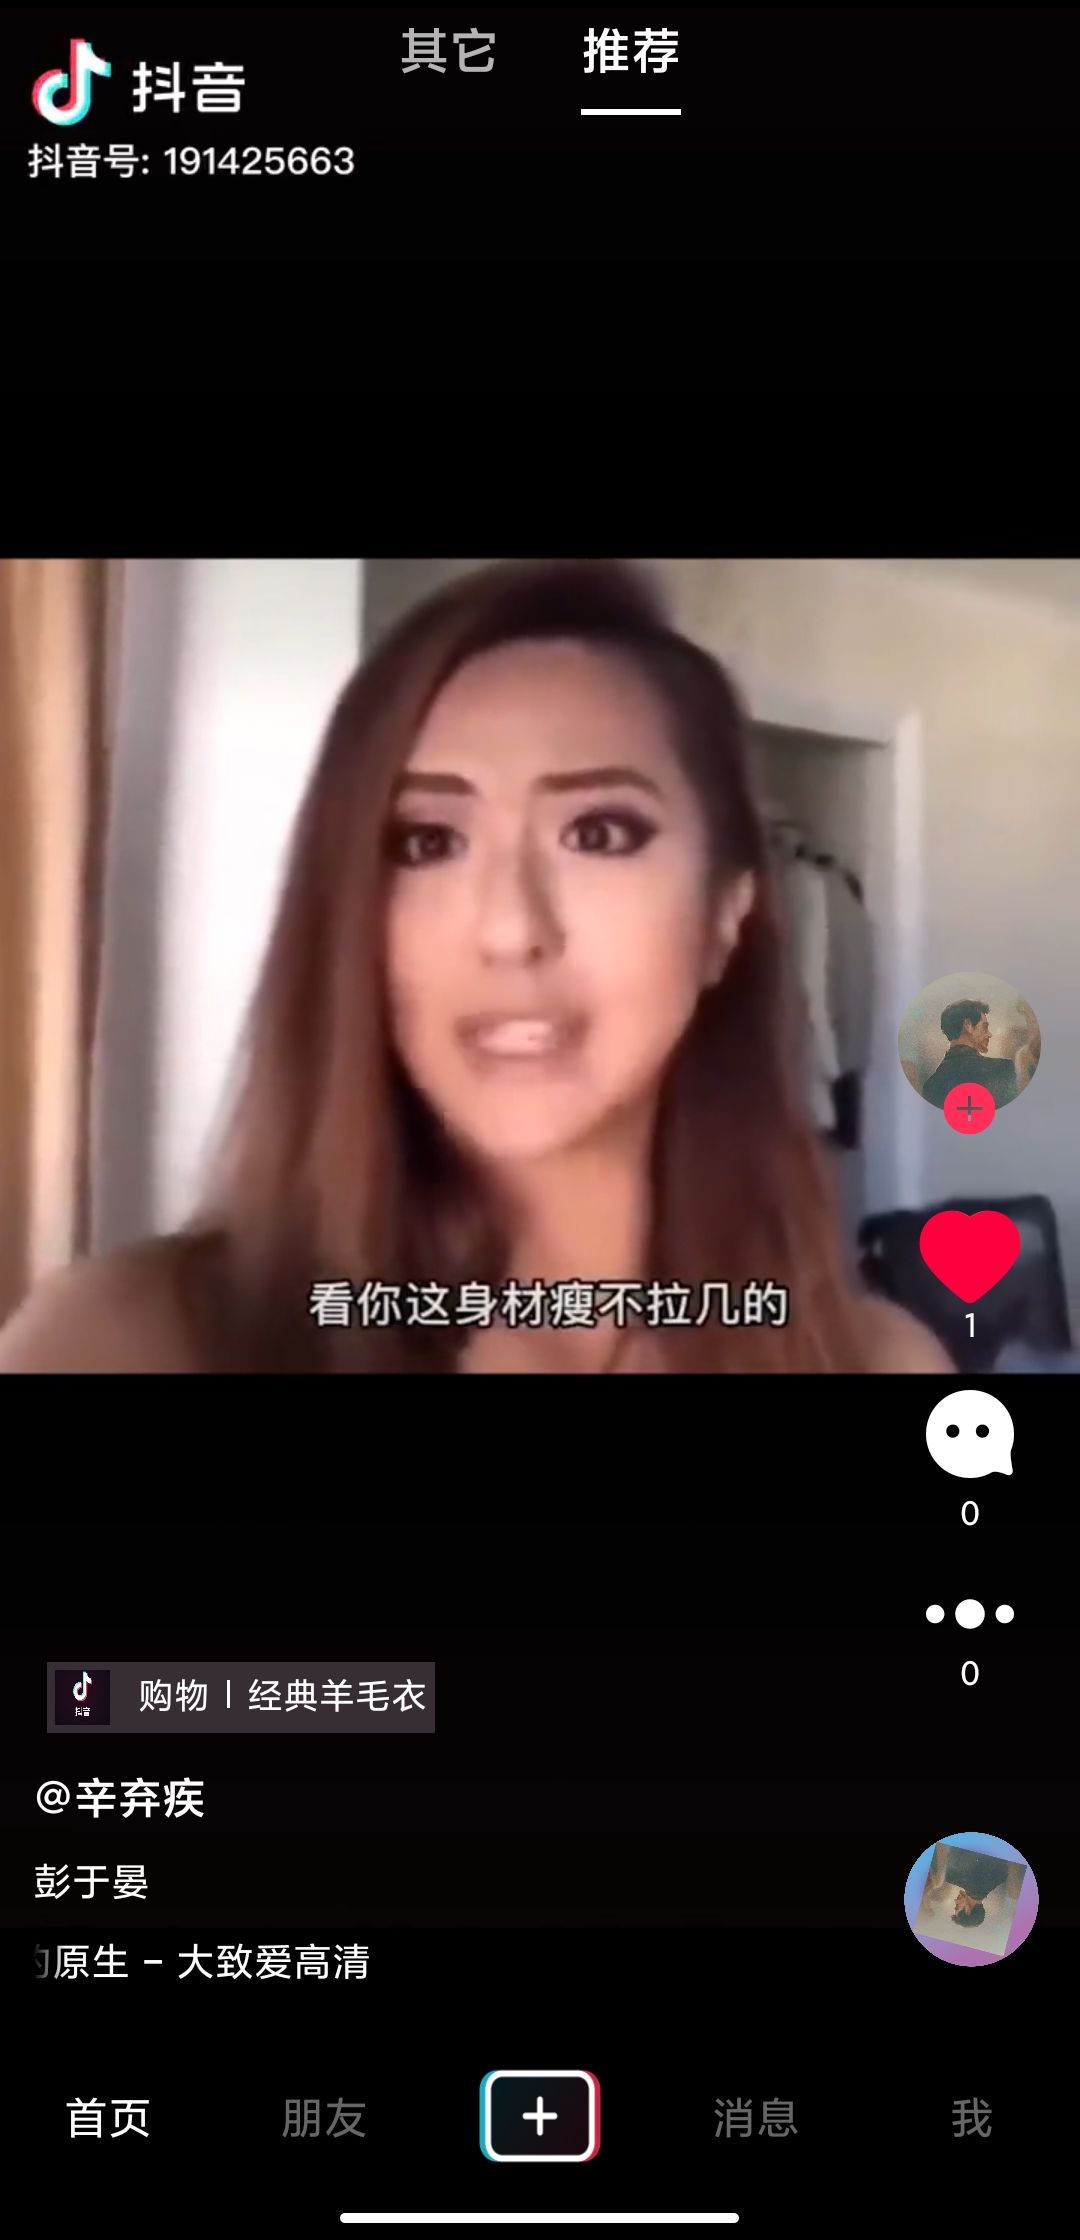 其它 推荐
抖音
抖音号: 191425663
看你这身材瘦不拉几的
1
0
0
抖音
购物 | 经典羊毛衣
@辛弃疾
彭于晏
的原生 - 大致爱高清
首页 朋友 消息 我